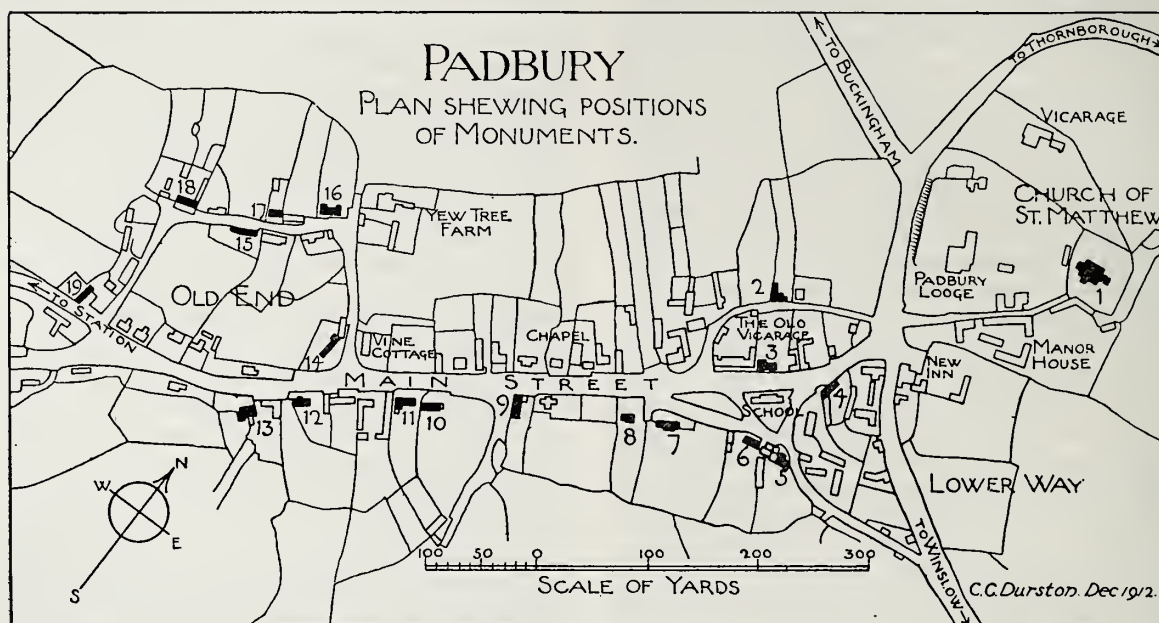 PADBURY
PLAN SHEWING POSITIONS
OF MONUMENTS.
TO BUCKINGHAM
TO THORNBOROUGH
VICARAGE
CHURCH OF
ST. MATTHEW
1
PADBURY
LODGE
MANOR
HOUSE
NEW
INN
LOWER WAY
TO WINSLOW
YEW TREE
FARM
18
17
16
15
19
TO STATION
OLD END
14
VINE
COTTAGE
CHAPEL
2
THE OLD
VICARAGE
3
MAIN STREET
SCHOOL
4
13
12
11
10
9
8
7
6
5
N
W
E
S
100 50 0 100 200 300
SCALE OF YARDS
C.C. Durston. Dec 1912.